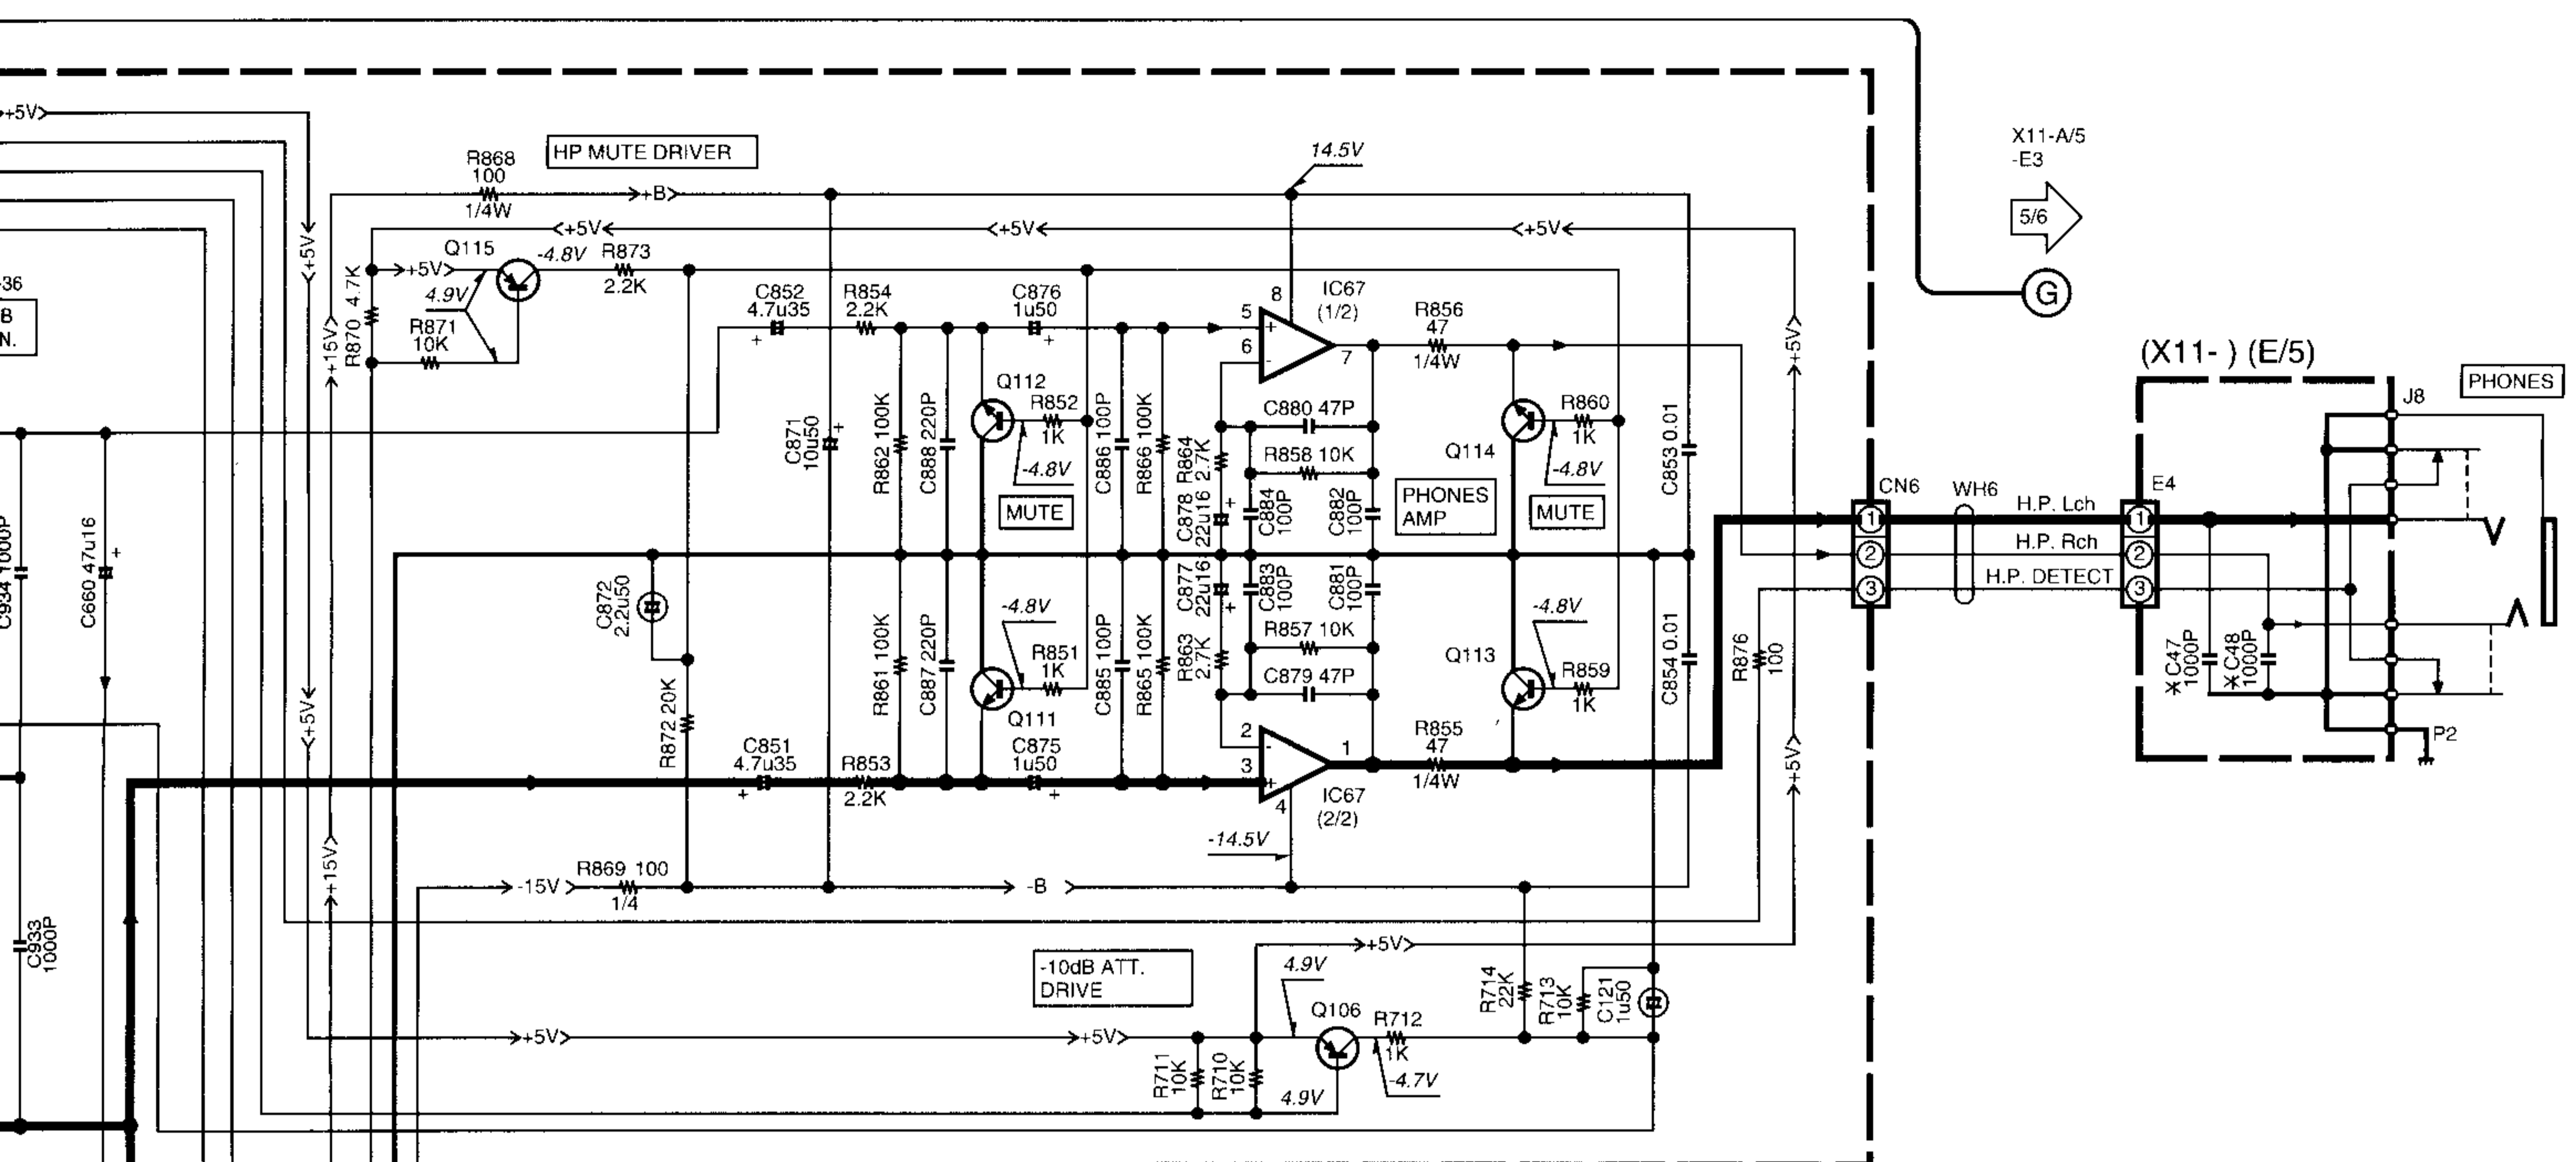 +5V
R868
100
1/4W
HP MUTE DRIVER
+B
14.5V
X11-A/5
-E3
5/6
G
+5V
+5V
+5V
+5V
Q115
-4.8V
R873
2.2K
+5V
4.9V
R871
10K
R870 4.7K
+15V
-36
B
N.
C852
4.7u35
+
R854
2.2K
C876
1u50
+
8
5
+
6
-
7
IC67
(1/2)
R856
47
1/4W
+5V
(X11- ) (E/5)
PHONES
J8
Q112
R852
1K
-4.8V
MUTE
C871
10u50
+
R862 100K
C888 220P
C886 100P
R866 100K
R864
2.7K
C878
22u16
+
C880 47P
R858 10K
C884
100P
C882
100P
PHONES
AMP
Q114
R860
1K
-4.8V
MUTE
C853 0.01
CN6
WH6
E4
1
H.P. Lch
1
2
H.P. Rch
2
3
H.P. DETECT
3
C934 1000P
C660 47u16
+
C872
2.2u50
R872 20K
R861 100K
C887 220P
-4.8V
R851
1K
Q111
C885 100P
R865 100K
C877
22u16
+
R863
2.7K
C883
100P
C881
100P
R857 10K
C879 47P
-4.8V
Q113
R859
1K
C854 0.01
R876
100
C47
1000P
C48
1000P
P2
+5V
C851
4.7u35
+
R853
2.2K
C875
1u50
+
2
-
3
+
1
4
IC67
(2/2)
R855
47
1/4W
+5V
-14.5V
+15V
-15V
R869 100
1/4
-B
C933
1000P
-10dB ATT.
DRIVE
+5V
4.9V
R714
22K
R713
10K
C121
1u50
+5V
+5V
Q106
R712
1K
R711
10K
R710
10K
4.9V
-4.7V